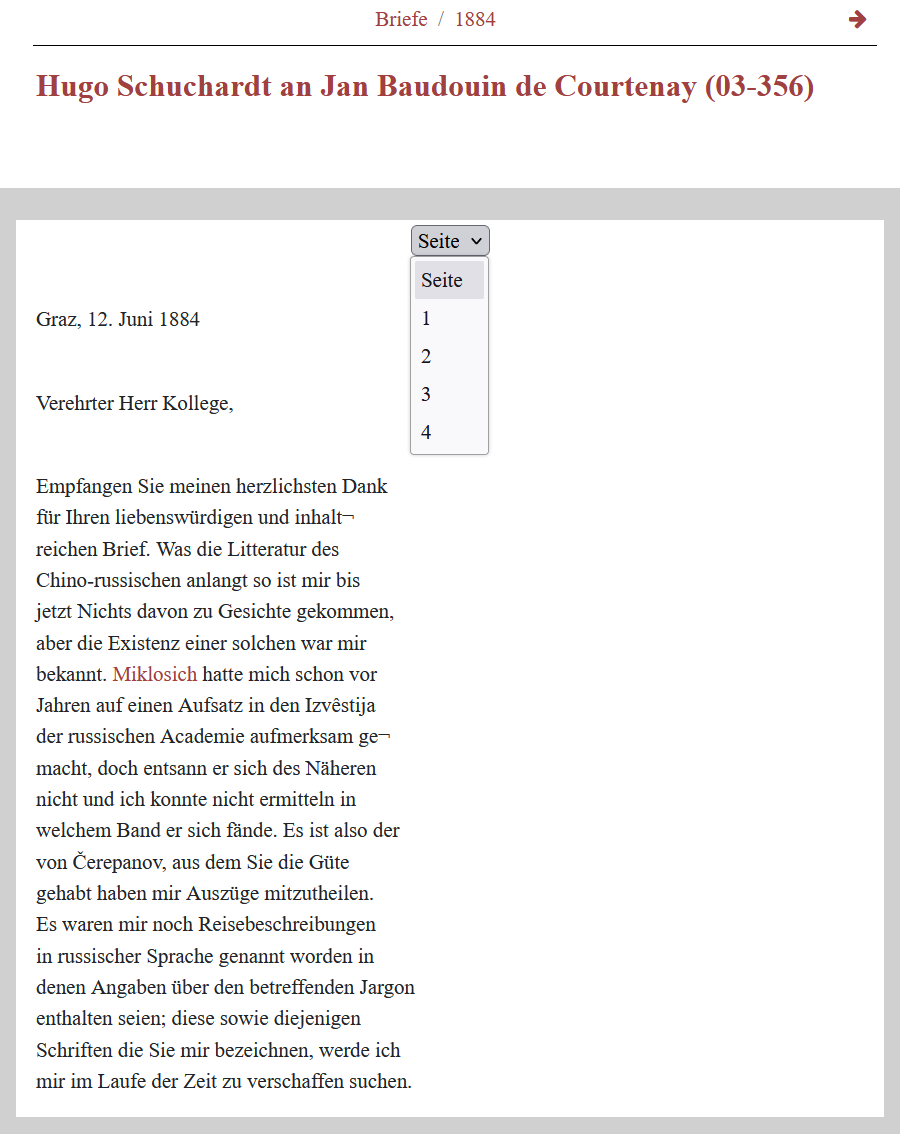 Briefe / 1884
Hugo Schuchardt an Jan Baudouin de Courtenay (03-356)
Seite
Seite
1
2
3
4
Graz, 12. Juni 1884
Verehrter Herr Kollege,
Empfangen Sie meinen herzlichsten Dank
für Ihren liebenswürdigen und inhalt¬
reichen Brief. Was die Litteratur des
Chino-russischen anlangt so ist mir bis
jetzt Nichts davon zu Gesichte gekommen,
aber die Existenz einer solchen war mir
bekannt. Miklosich hatte mich schon vor
Jahren auf einen Aufsatz in den Izvêstija
der russischen Academie aufmerksam ge¬
macht, doch entsann er sich des Näheren
nicht und ich konnte nicht ermitteln in
welchem Band er sich fände. Es ist also der
von Čerepanov, aus dem Sie die Güte
gehabt haben mir Auszüge mitzutheilen.
Es waren mir noch Reisebeschreibungen
in russischer Sprache genannt worden in
denen Angaben über den betreffenden Jargon
enthalten seien; diese sowie diejenigen
Schriften die Sie mir bezeichnen, werde ich
mir im Laufe der Zeit zu verschaffen suchen.